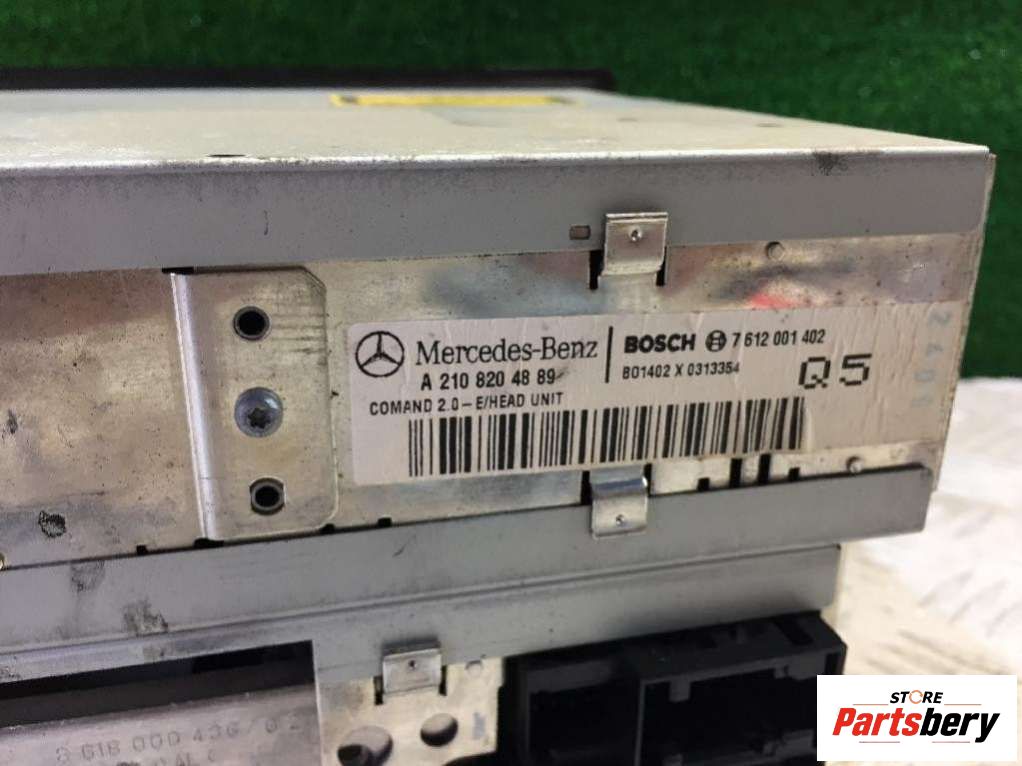 Mercedes-Benz
A 210 820 48 89
COMAND 2.0-E/HEAD UNIT
BOSCH 7 612 001 402
B01402 X 0313354
Q5
STORE
Partsbery